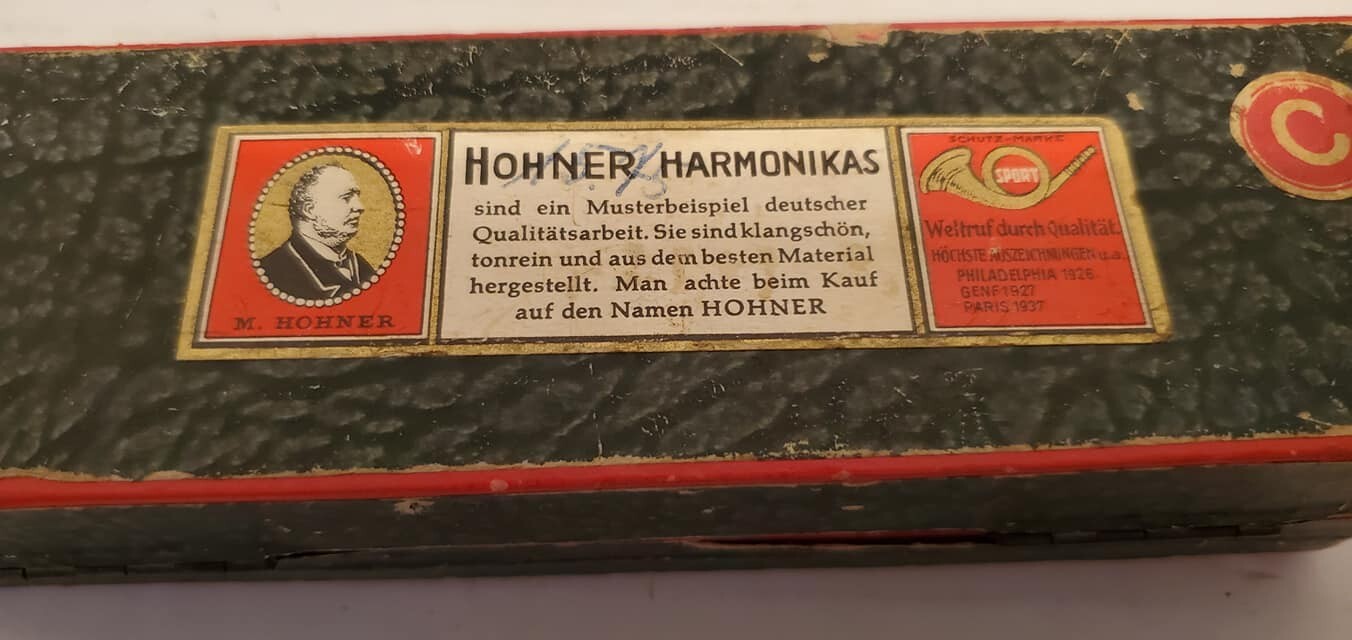 M. HOHNER
HOHNER HARMONIKAS
sind ein Musterbeispiel deutscher
Qualitätsarbeit. Sie sind klangschön,
tonrein und aus dem besten Material
hergestellt. Man achte beim Kauf
auf den Namen HOHNER
SCHUTZ-MARKE
SPORT
Weltruf durch Qualität.
HÖCHSTE AUSZEICHNUNGEN u.a.
PHILADELPHIA 1926
GENF 1927
PARIS 1937
C